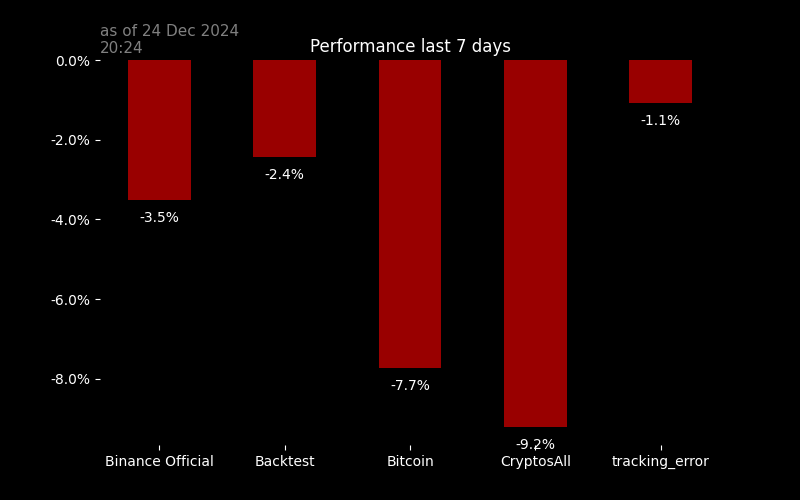 as of 24 Dec 2024
20:24
Performance last 7 days
0.0%
-2.0%
-4.0%
-6.0%
-8.0%
-3.5%
-2.4%
-7.7%
-9.2%
-1.1%
Binance Official
Backtest
Bitcoin
CryptosAll
tracking_error